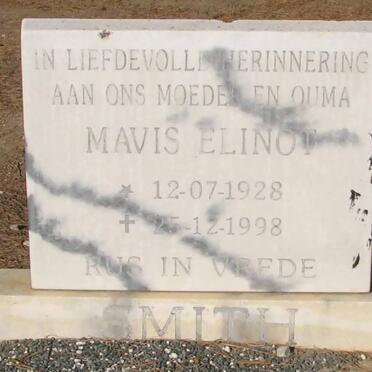 IN LIEFDEVOLLE HERINNERING
AAN ONS MOEDER EN OUMA
MAVIS ELINOT
* 12-07-1928
✝ 25-12-1998
RUS IN VREDE
SMITH